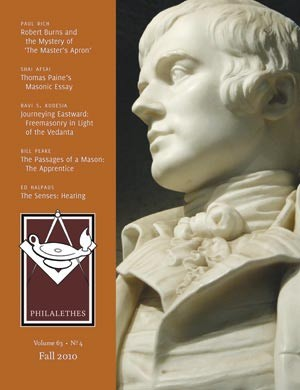 PAUL RICH
Robert Burns and
the Mystery of
'The Master's Apron'
SHAI AFSAI
Thomas Paine's
Masonic Essay
RAVI S. KUDESIA
Journeying Eastward:
Freemasonry in Light
of the Vedanta
BILL PEARE
The Passages of a Mason:
The Apprentice
ED HALPAUS
The Senses: Hearing
PHILALETHES
Volume 63 · Nº 4
Fall 2010